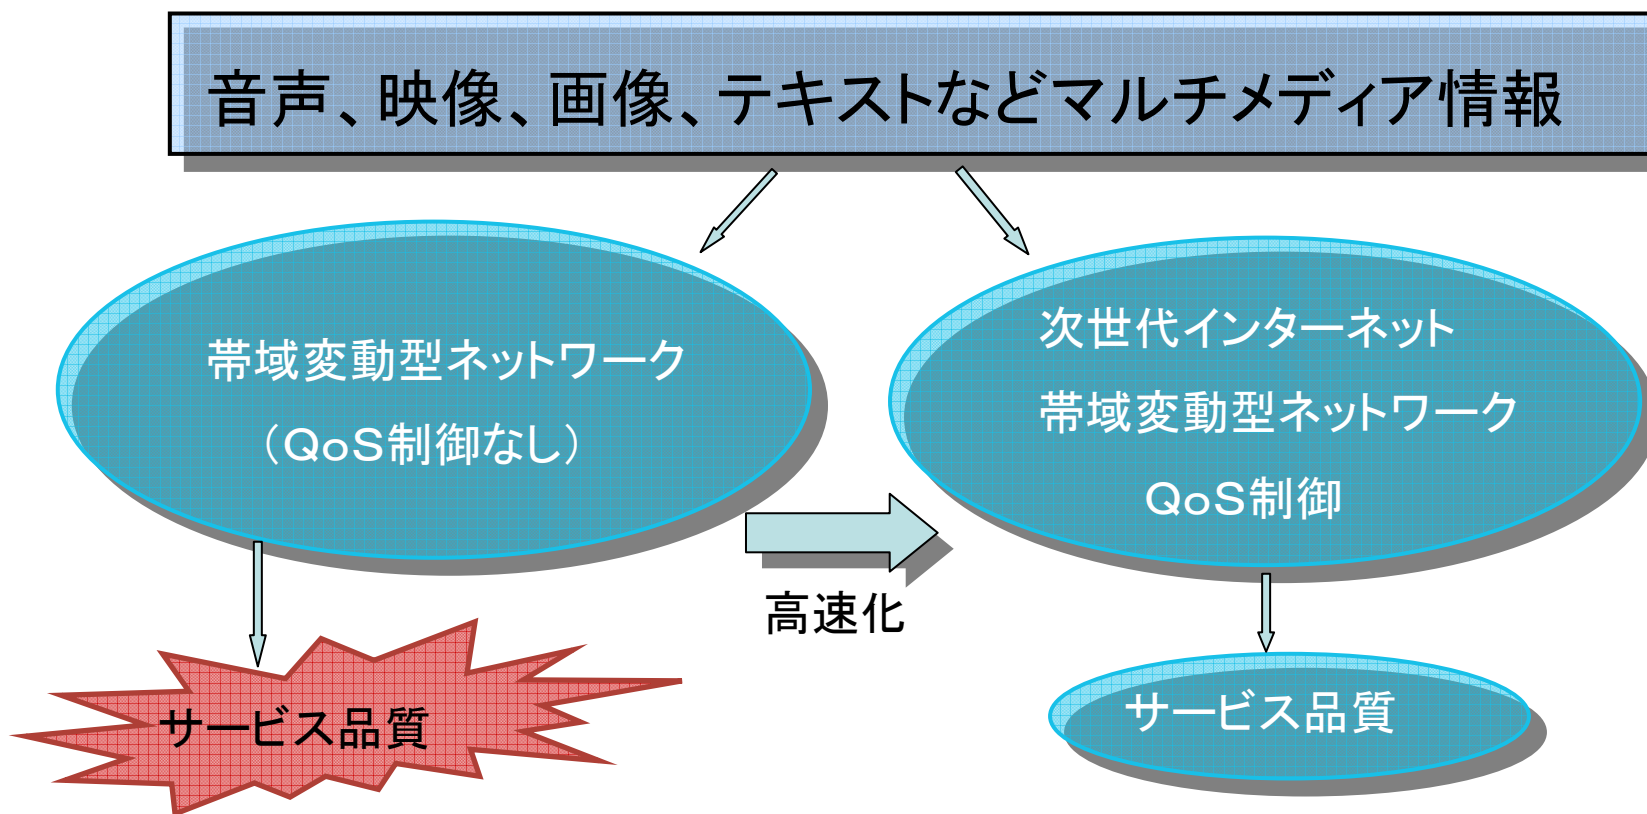 音声、映像、画像、テキストなどマルチメディア情報
帯域変動型ネットワーク
（ＱｏＳ制御なし）
次世代インターネット
帯域変動型ネットワーク
ＱｏＳ制御
高速化
サービス品質
サービス品質